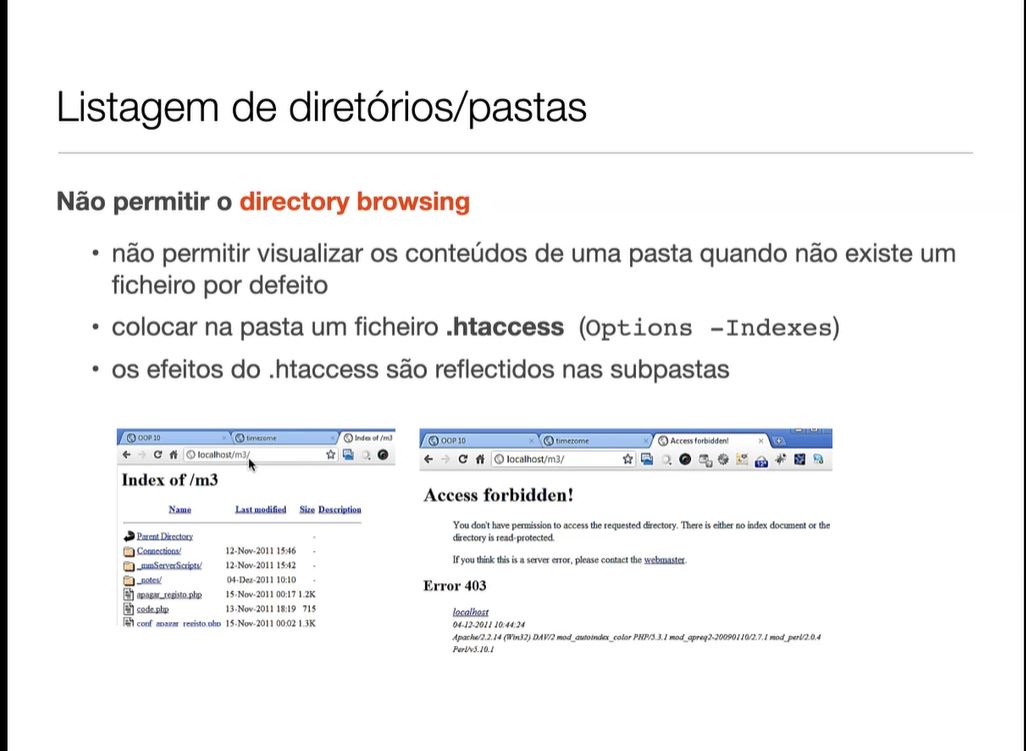 Listagem de diretórios/pastas
Não permitir o directory browsing
• não permitir visualizar os conteúdos de uma pasta quando não existe um
ficheiro por defeito
• colocar na pasta um ficheiro .htaccess (Options -Indexes)
• os efeitos do .htaccess são reflectidos nas subpastas
OOP 10 timezome Index of /m3
localhost/m3/
Index of /m3
Name Last modified Size Description
Parent Directory -
Connections/ 12-Nov-2011 15:46 -
_mmServerScripts/ 12-Nov-2011 15:42 -
_notes/ 04-Dez-2011 10:10 -
apagar_registo.php 15-Nov-2011 00:17 1.2K
code.php 13-Nov-2011 18:19 715
conf_apagar_registo.php 15-Nov-2011 00:02 1.3K
OOP 10 timezome Access forbidden!
localhost/m3/
Access forbidden!
You don't have permission to access the requested directory. There is either no index document or the
directory is read-protected.
If you think this is a server error, please contact the webmaster.
Error 403
localhost
04-12-2011 10:44:24
Apache/2.2.14 (Win32) DAV/2 mod_autoindex_color PHP/5.3.1 mod_apreq2-20090110/2.7.1 mod_perl/2.0.4
Perl/v5.10.1